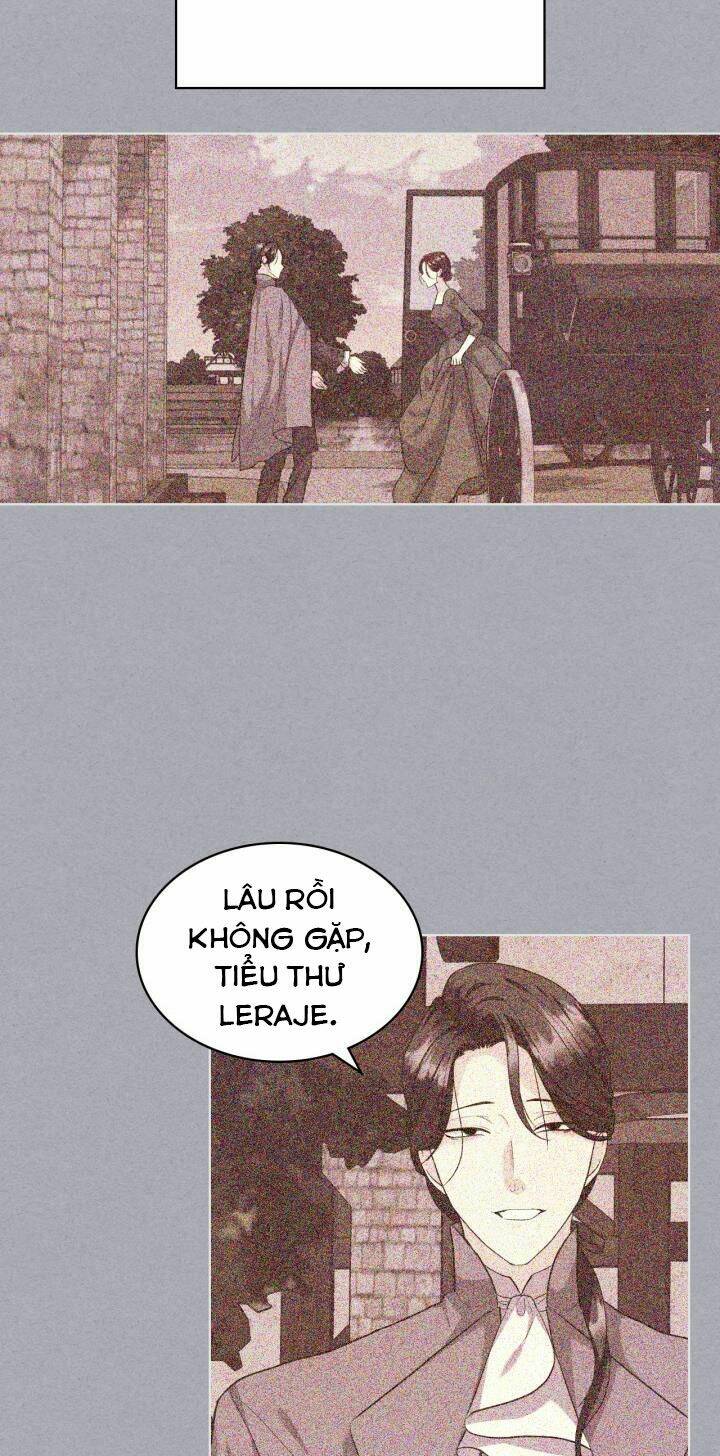 LÂU RỒI
KHÔNG GẶP,
TIỂU THƯ
LERAJE.